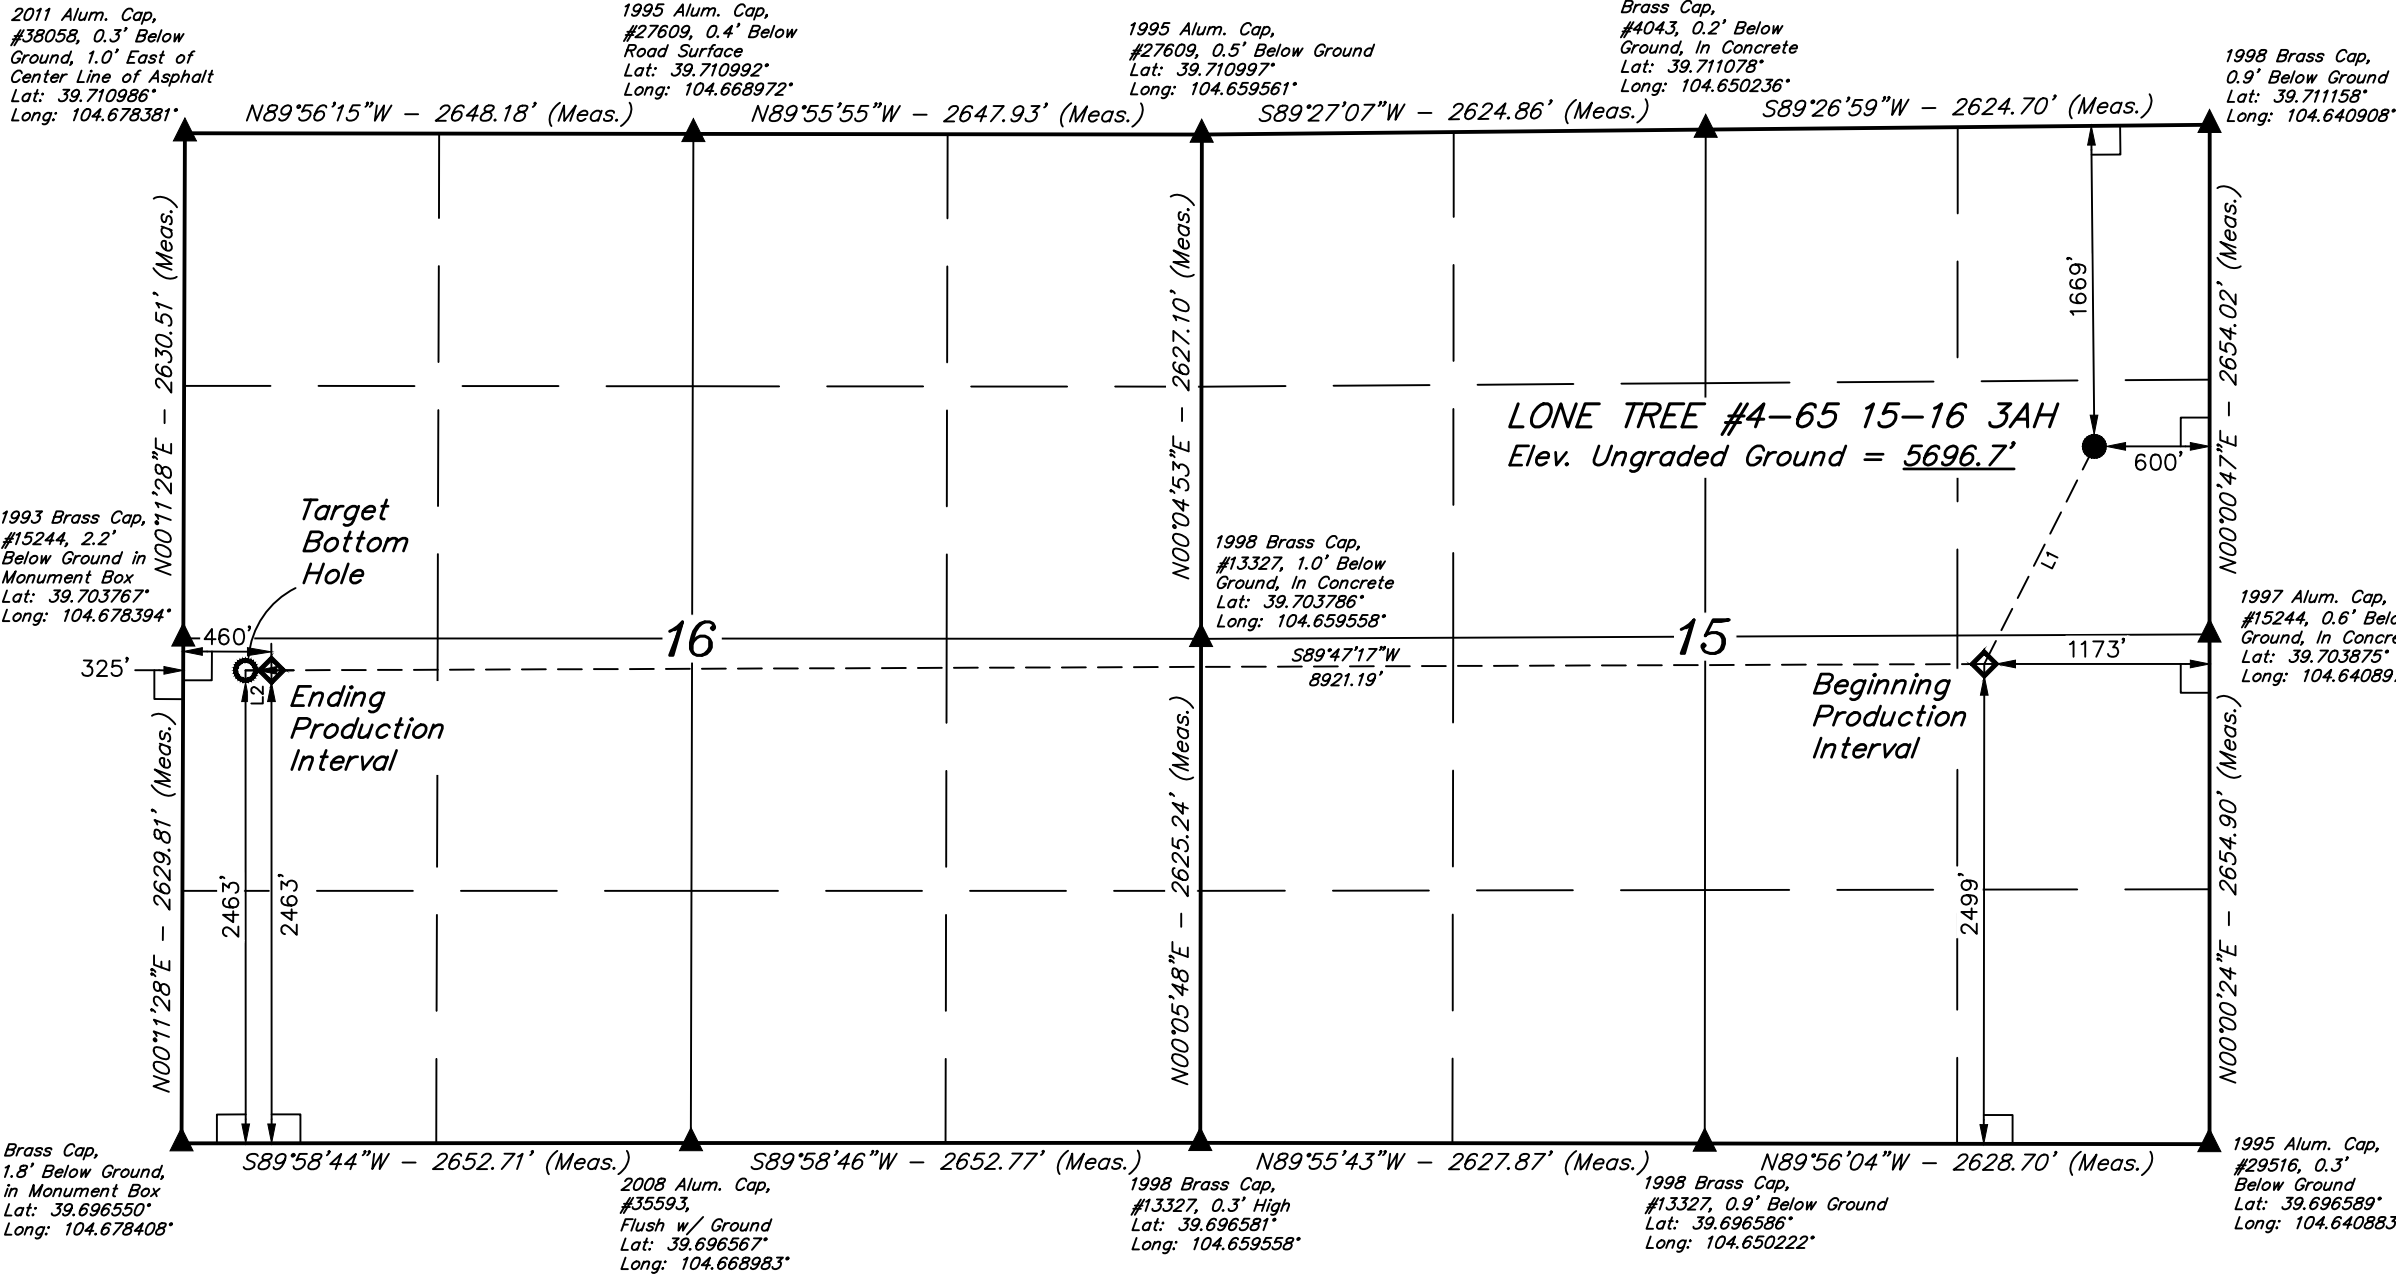 2011 Alum. Cap,
#38058, 0.3' Below
Ground, 1.0' East of
Center Line of Asphalt
Lat: 39.710986°
Long: 104.678381°
1995 Alum. Cap,
#27609, 0.4' Below
Road Surface
Lat: 39.710992°
Long: 104.668972°
1995 Alum. Cap,
#27609, 0.5' Below Ground
Lat: 39.710997°
Long: 104.659561°
Brass Cap,
#4043, 0.2' Below
Ground, In Concrete
Lat: 39.711078°
Long: 104.650236°
1998 Brass Cap,
0.9' Below Ground
Lat: 39.711158°
Long: 104.640908°
N89°56'15"W - 2648.18' (Meas.)
N89°55'55"W - 2647.93' (Meas.)
S89°27'07"W - 2624.86' (Meas.)
S89°26'59"W - 2624.70' (Meas.)
N00°11'28"E - 2630.51' (Meas.)
N00°04'53"E - 2627.10' (Meas.)
N00°00'47"E - 2654.02' (Meas.)
1669'
600'
LONE TREE #4-65 15-16 3AH
Elev. Ungraded Ground = 5696.7'
L1
Target
Bottom
Hole
1993 Brass Cap,
#15244, 2.2'
Below Ground in
Monument Box
Lat: 39.703767°
Long: 104.678394°
1998 Brass Cap,
#13327, 1.0' Below
Ground, In Concrete
Lat: 39.703786°
Long: 104.659558°
1997 Alum. Cap,
#15244, 0.6'
Ground, In
Lat: 39.703875°
Long:
460'
16
15
325'
S89°47'17"W
8921.19'
1173'
L2
Ending
Production
Interval
Beginning
Production
Interval
N00°11'28"E - 2629.81' (Meas.)
2463'
2463'
N00°05'48"E - 2625.24' (Meas.)
2499'
N00°00'24"E - 2654.90' (Meas.)
S89°58'44"W - 2652.71' (Meas.)
S89°58'46"W - 2652.77' (Meas.)
N89°55'43"W - 2627.87' (Meas.)
N89°56'04"W - 2628.70' (Meas.)
Brass Cap,
1.8' Below Ground,
in Monument Box
Lat: 39.696550°
Long: 104.678408°
2008 Alum. Cap,
#35593,
Flush w/ Ground
Lat: 39.696567°
Long: 104.668983°
1998 Brass Cap,
#13327, 0.3' High
Lat: 39.696581°
Long: 104.659558°
1998 Brass Cap,
#13327, 0.9' Below Ground
Lat: 39.696586°
Long: 104.650222°
1995 Alum. Cap,
#29516, 0.3'
Below Ground
Lat: 39.696589°
Long: 104.640883